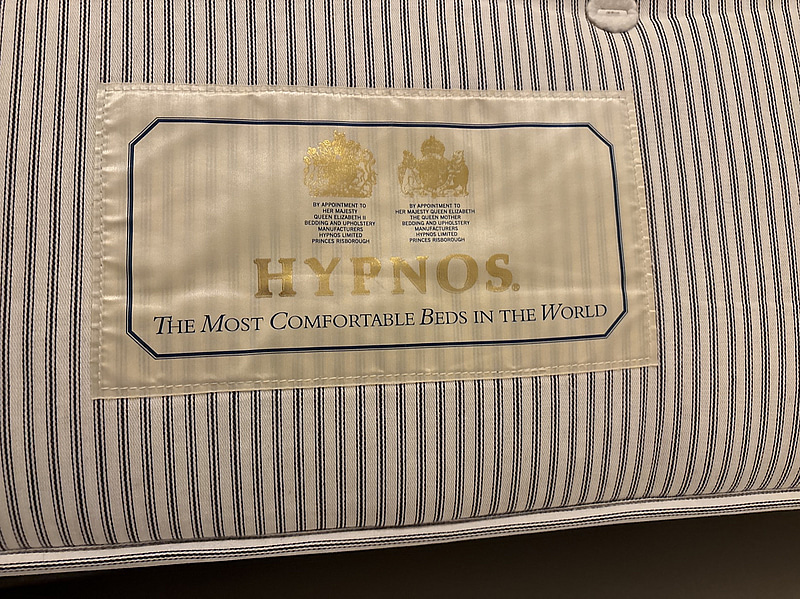 BY APPOINTMENT TO
HER MAJESTY
QUEEN ELIZABETH II
BEDDING AND UPHOLSTERY
MANUFACTURERS
HYPNOS LIMITED
PRINCES RISBOROUGH
BY APPOINTMENT TO
HER MAJESTY QUEEN ELIZABETH
THE QUEEN MOTHER
BEDDING AND UPHOLSTERY
MANUFACTURERS
HYPNOS LIMITED
PRINCES RISBOROUGH
HYPNOS®
THE MOST COMFORTABLE BEDS IN THE WORLD